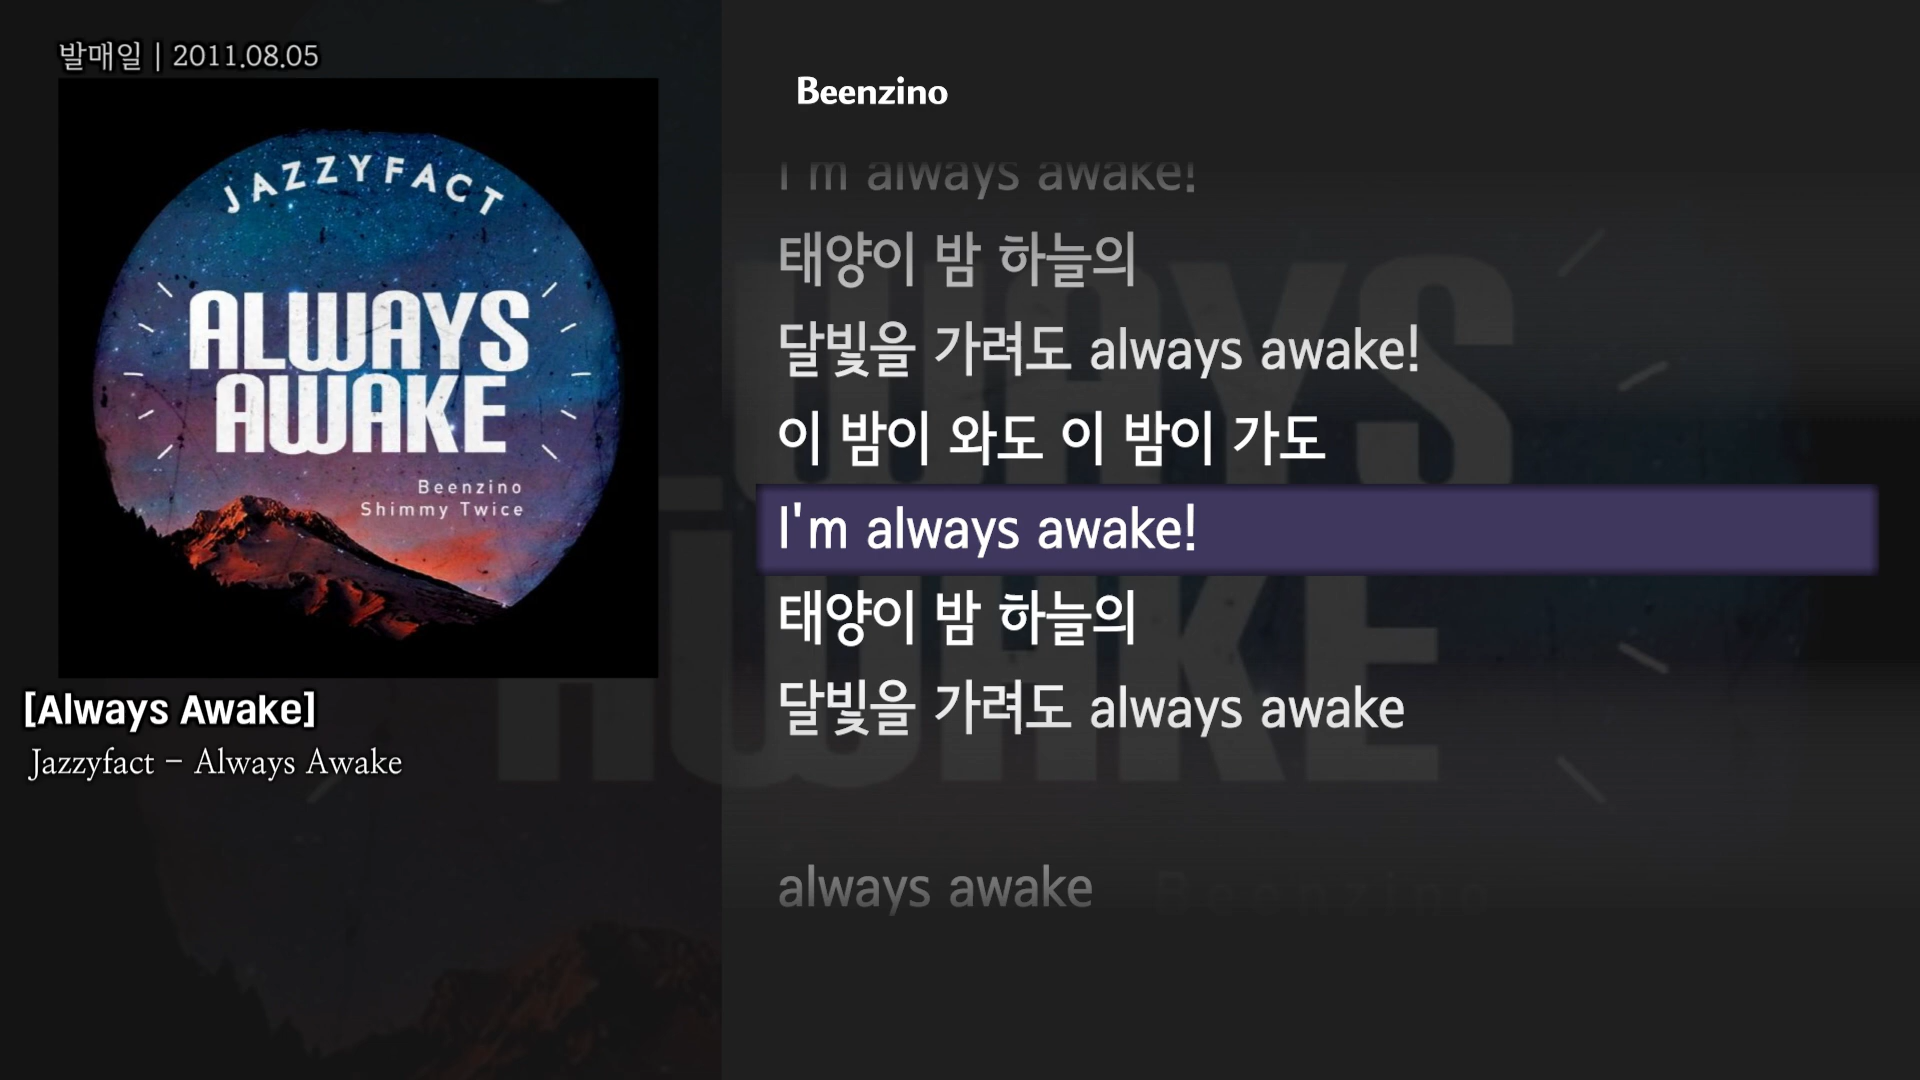 발매일 | 2011.08.05
JAZZYFACT
ALWAYS
AWAKE
Beenzino
Shimmy Twice
[Always Awake]
Jazzyfact - Always Awake
Beenzino
I'm always awake!
태양이 밤 하늘의
달빛을 가려도 always awake!
이 밤이 와도 이 밤이 가도
I'm always awake!
태양이 밤 하늘의
달빛을 가려도 always awake
always awake